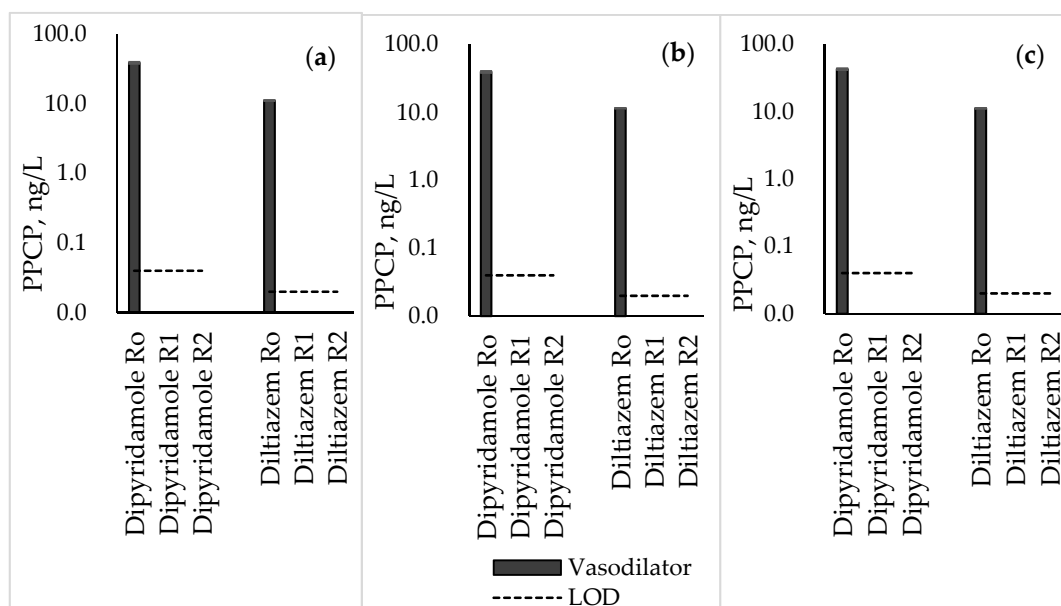 (a)
100.0
10.0
1.0
0.1
0.0
PPCP, ng/L
Dipyridamole Ro
Dipyridamole R1
Dipyridamole R2
Diltiazem Ro
Diltiazem R1
Diltiazem R2
(b)
100.0
10.0
1.0
0.1
0.0
PPCP, ng/L
Dipyridamole Ro
Dipyridamole R1
Dipyridamole R2
Diltiazem Ro
Diltiazem R1
Diltiazem R2
Vasodilator
LOD
(c)
100.0
10.0
1.0
0.1
0.0
PPCP, ng/L
Dipyridamole Ro
Dipyridamole R1
Dipyridamole R2
Diltiazem Ro
Diltiazem R1
Diltiazem R2